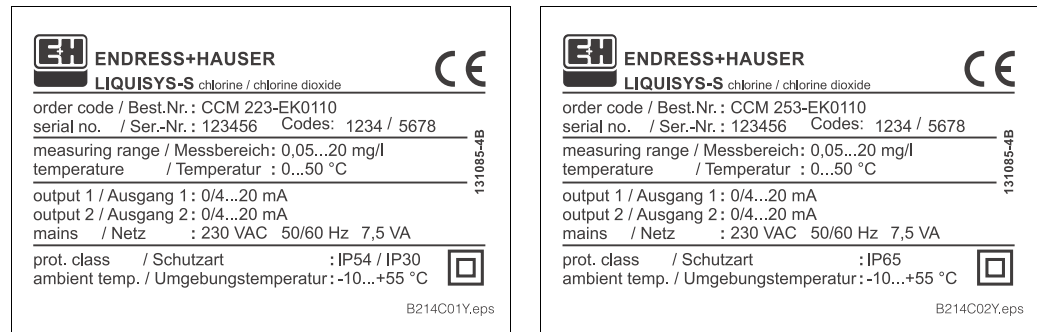 E+H ENDRESS+HAUSER
LIQUISYS-S chlorine / chlorine dioxide
CE
order code / Best.Nr. : CCM 223-EK0110
serial no. / Ser.-Nr. : 123456 Codes: 1234 / 5678
measuring range / Messbereich: 0,05...20 mg/l
temperature / Temperatur : 0...50 °C
131085-4B
output 1 / Ausgang 1 : 0/4...20 mA
output 2 / Ausgang 2 : 0/4...20 mA
mains / Netz : 230 VAC 50/60 Hz 7,5 VA
prot. class / Schutzart : IP54 / IP30
ambient temp. / Umgebungstemperatur : -10...+55 °C
B214C01Y.eps
E+H ENDRESS+HAUSER
LIQUISYS-S chlorine / chlorine dioxide
CE
order code / Best.Nr. : CCM 253-EK0110
serial no. / Ser.-Nr. : 123456 Codes: 1234 / 5678
measuring range / Messbereich: 0,05...20 mg/l
temperature / Temperatur : 0...50 °C
131085-4B
output 1 / Ausgang 1 : 0/4...20 mA
output 2 / Ausgang 2 : 0/4...20 mA
mains / Netz : 230 VAC 50/60 Hz 7,5 VA
prot. class / Schutzart : IP65
ambient temp. / Umgebungstemperatur : -10...+55 °C
B214C02Y.eps